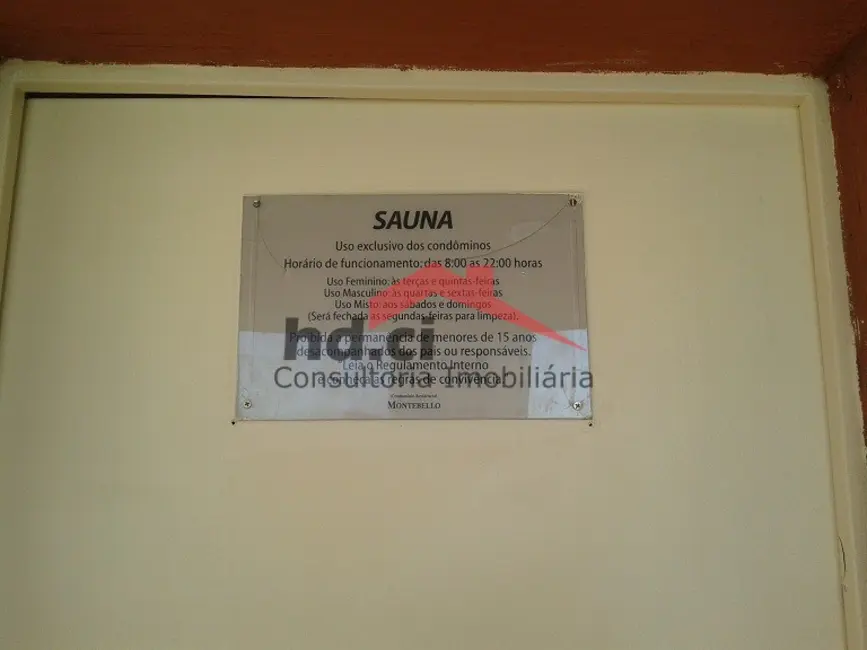 SAUNA
Uso exclusivo dos condôminos
Horário de funcionamento: das 8:00 as 22:00 horas
Uso Feminino: às terças e quintas-feiras
Uso Masculino: às quartas e sextas-feiras
Uso Misto: aos sábados e domingos
(Será fechada as segundas-feiras para limpeza).
Proibida a permanência de menores de 15 anos
desacompanhados dos pais ou responsáveis.
Leia o Regulamento Interno
e conheça as regras de convivência.
MONTEBELLO
hd.ci
Consultoria Imobiliária